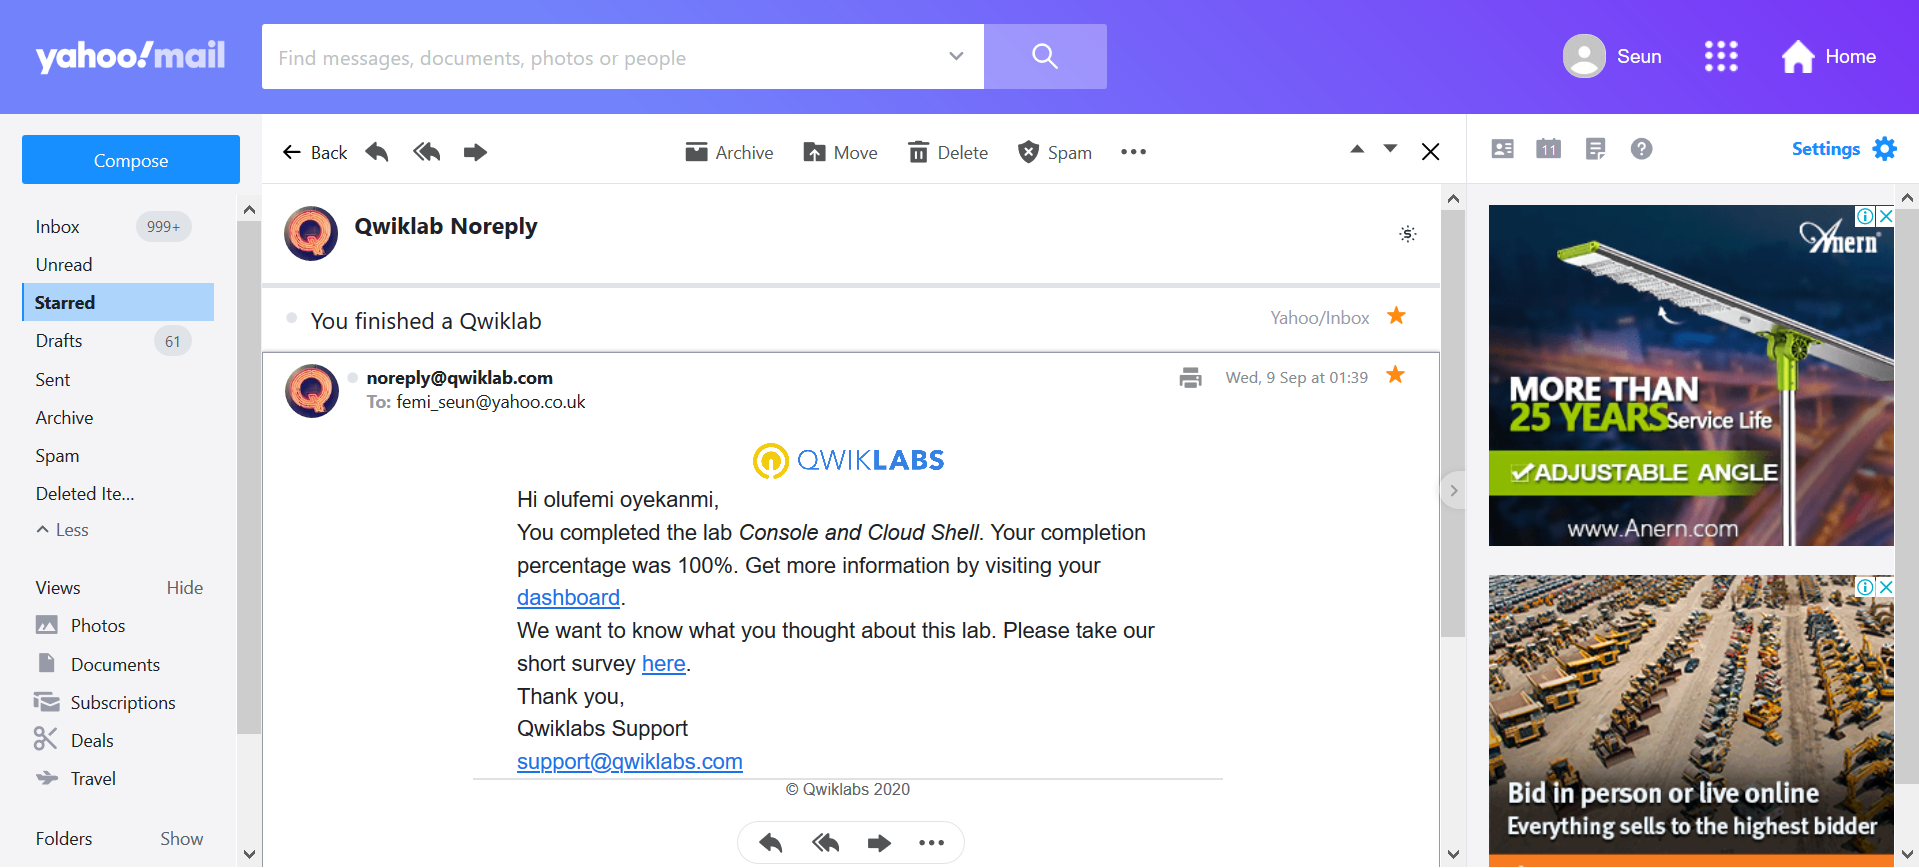 yahoo!mail
Find messages, documents, photos or people
Seun
Home
Compose
Back
Archive
Move
Delete
Spam
11
Settings
Inbox 999+
Unread
Starred
Drafts 61
Sent
Archive
Spam
Deleted Ite...
Less
Views Hide
Photos
Documents
Subscriptions
Deals
Travel
Folders Show
Qwiklab Noreply
You finished a Qwiklab
Yahoo/Inbox
noreply@qwiklab.com
Wed, 9 Sep at 01:39
To: femi_seun@yahoo.co.uk
QWIKLABS
Hi olufemi oyekanmi,
You completed the lab Console and Cloud Shell. Your completion
percentage was 100%. Get more information by visiting your
dashboard.
We want to know what you thought about this lab. Please take our
short survey here.
Thank you,
Qwiklabs Support
support@qwiklabs.com
© Qwiklabs 2020
Anern®
MORE THAN
25 YEARS Service Life
ADJUSTABLE ANGLE
www.Anern.com
Bid in person or live online
Everything sells to the highest bidder